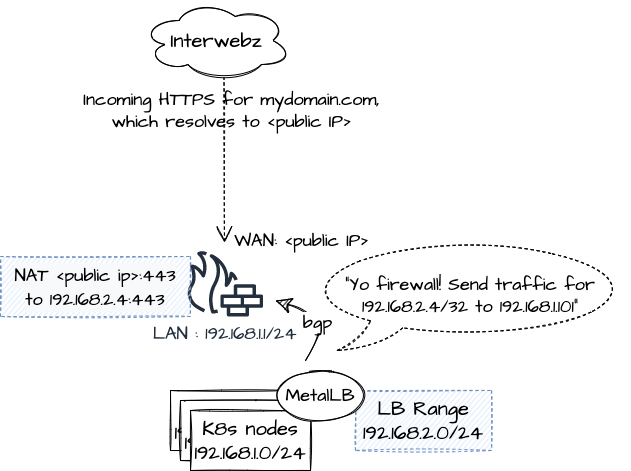 Interwebz
Incoming HTTPS for mydomain.com,
which resolves to <public IP>
WAN: <public IP>
NAT <public ip>:443
to 192.168.2.4:443
"Yo firewall! Send traffic for
192.168.2.4/32 to 192.168.1.101"
LAN : 192.168.1.1/24
bgp
MetalLB
LB Range
192.168.2.0/24
K8s nodes
192.168.1.0/24